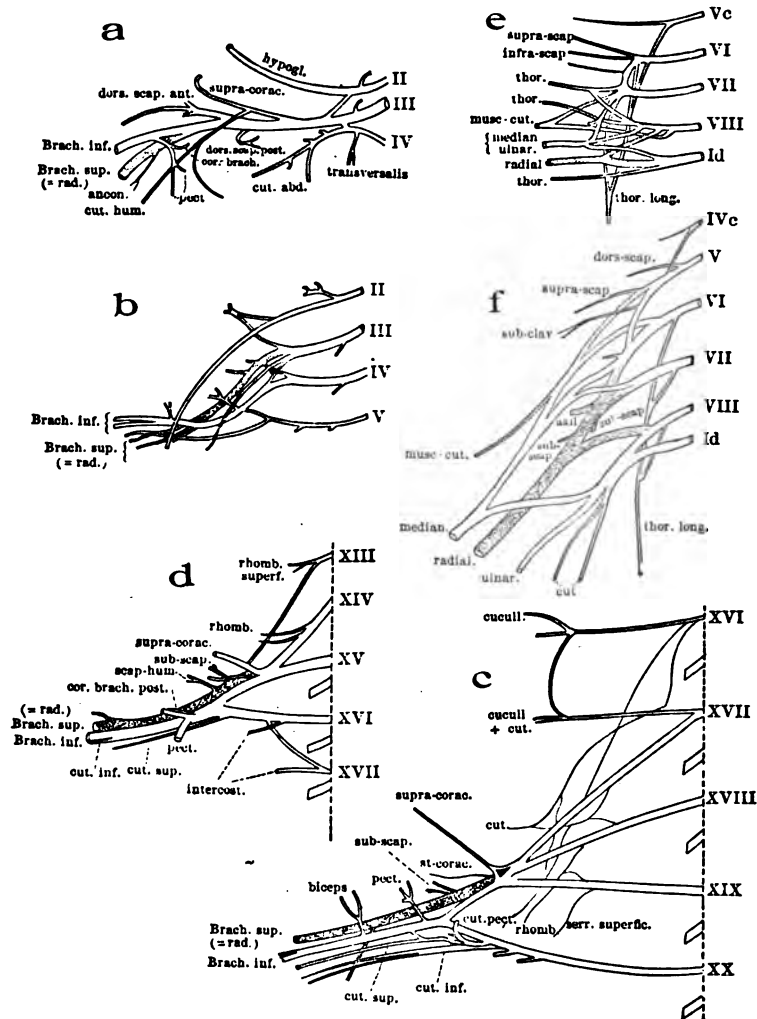 a
hypogl.
II
III
IV
dors. scap. ant.
supra-corac.
Brach. inf.
Brach. sup.
(= rad.)
ancon.
cut. hum.
pect
dors. scap. post.
cor. brach.
cut. abd.
transversalis
e
Vc
supra-scap
VI
infra-scap
thor.
VII
thor.
musc-cut.
VIII
{ median
ulnar.
radial
Id
thor.
thor. long.
b
II
III
IV
V
Brach. inf. {
Brach. sup. {
(= rad.)
f
IVc
dors-scap.
V
supra-scap
VI
sub-clav
VII
axil
sub-scap
VIII
sub-
scap
Id
musc-cut.
median.
radial.
ulnar.
cut
thor. long.
d
rhomb.
superf.
XIII
XIV
rhomb.
supra-corac.
sub-scap.
XV
scap-hum.
cor. brach. post.
(= rad.)
Brach. sup.
XVI
Brach. inf.
pect.
cut. inf.
cut. sup.
intercost.
XVII
c
cucull.
XVI
cucull
+ cut.
XVII
supra-corac.
cut.
XVIII
sub-scap.
st-corac.
biceps
pect.
XIX
Brach. sup.
(= rad.)
cut. pect.
rhomb
serr. superfic.
Brach. inf.
XX
cut. sup.
cut. inf.